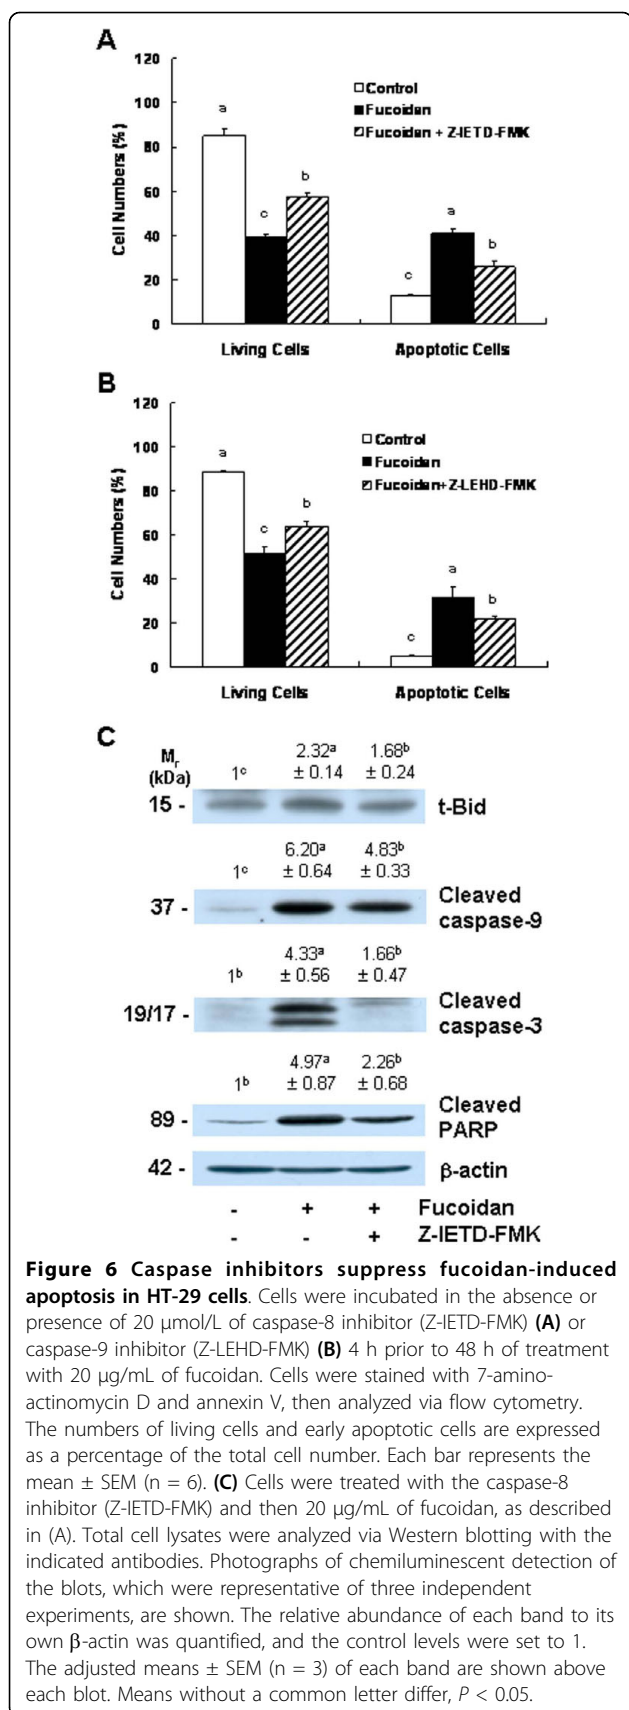 A
120
100
80
60
40
20
0
Cell Numbers (%)
Control
Fucoidan
Fucoidan + Z-IETD-FMK
a
c
b
a
b
c
Living Cells
Apoptotic Cells
B
120
100
80
60
40
20
0
Cell Numbers (%)
Control
Fucoidan
Fucoidan+Z-LEHD-FMK
a
c
b
a
b
c
Living Cells
Apoptotic Cells
C
Mr
(kDa)
2.32a 1.68b
1c ± 0.14 ± 0.24
15 - t-Bid
6.20a 4.83b
1c ± 0.64 ± 0.33
37 - Cleaved
caspase-9
4.33a 1.66b
1b ± 0.56 ± 0.47
19/17 - Cleaved
caspase-3
4.97a 2.26b
1b ± 0.87 ± 0.68
89 - Cleaved
PARP
42 - β-actin
- + + Fucoidan
- - + Z-IETD-FMK
Figure 6 Caspase inhibitors suppress fucoidan-induced
apoptosis in HT-29 cells. Cells were incubated in the absence or
presence of 20 μmol/L of caspase-8 inhibitor (Z-IETD-FMK) (A) or
caspase-9 inhibitor (Z-LEHD-FMK) (B) 4 h prior to 48 h of treatment
with 20 μg/mL of fucoidan. Cells were stained with 7-amino-
actinomycin D and annexin V, then analyzed via flow cytometry.
The numbers of living cells and early apoptotic cells are expressed
as a percentage of the total cell number. Each bar represents the
mean ± SEM (n = 6). (C) Cells were treated with the caspase-8
inhibitor (Z-IETD-FMK) and then 20 μg/mL of fucoidan, as described
in (A). Total cell lysates were analyzed via Western blotting with the
indicated antibodies. Photographs of chemiluminescent detection of
the blots, which were representative of three independent
experiments, are shown. The relative abundance of each band to its
own β-actin was quantified, and the control levels were set to 1.
The adjusted means ± SEM (n = 3) of each band are shown above
each blot. Means without a common letter differ, P < 0.05.